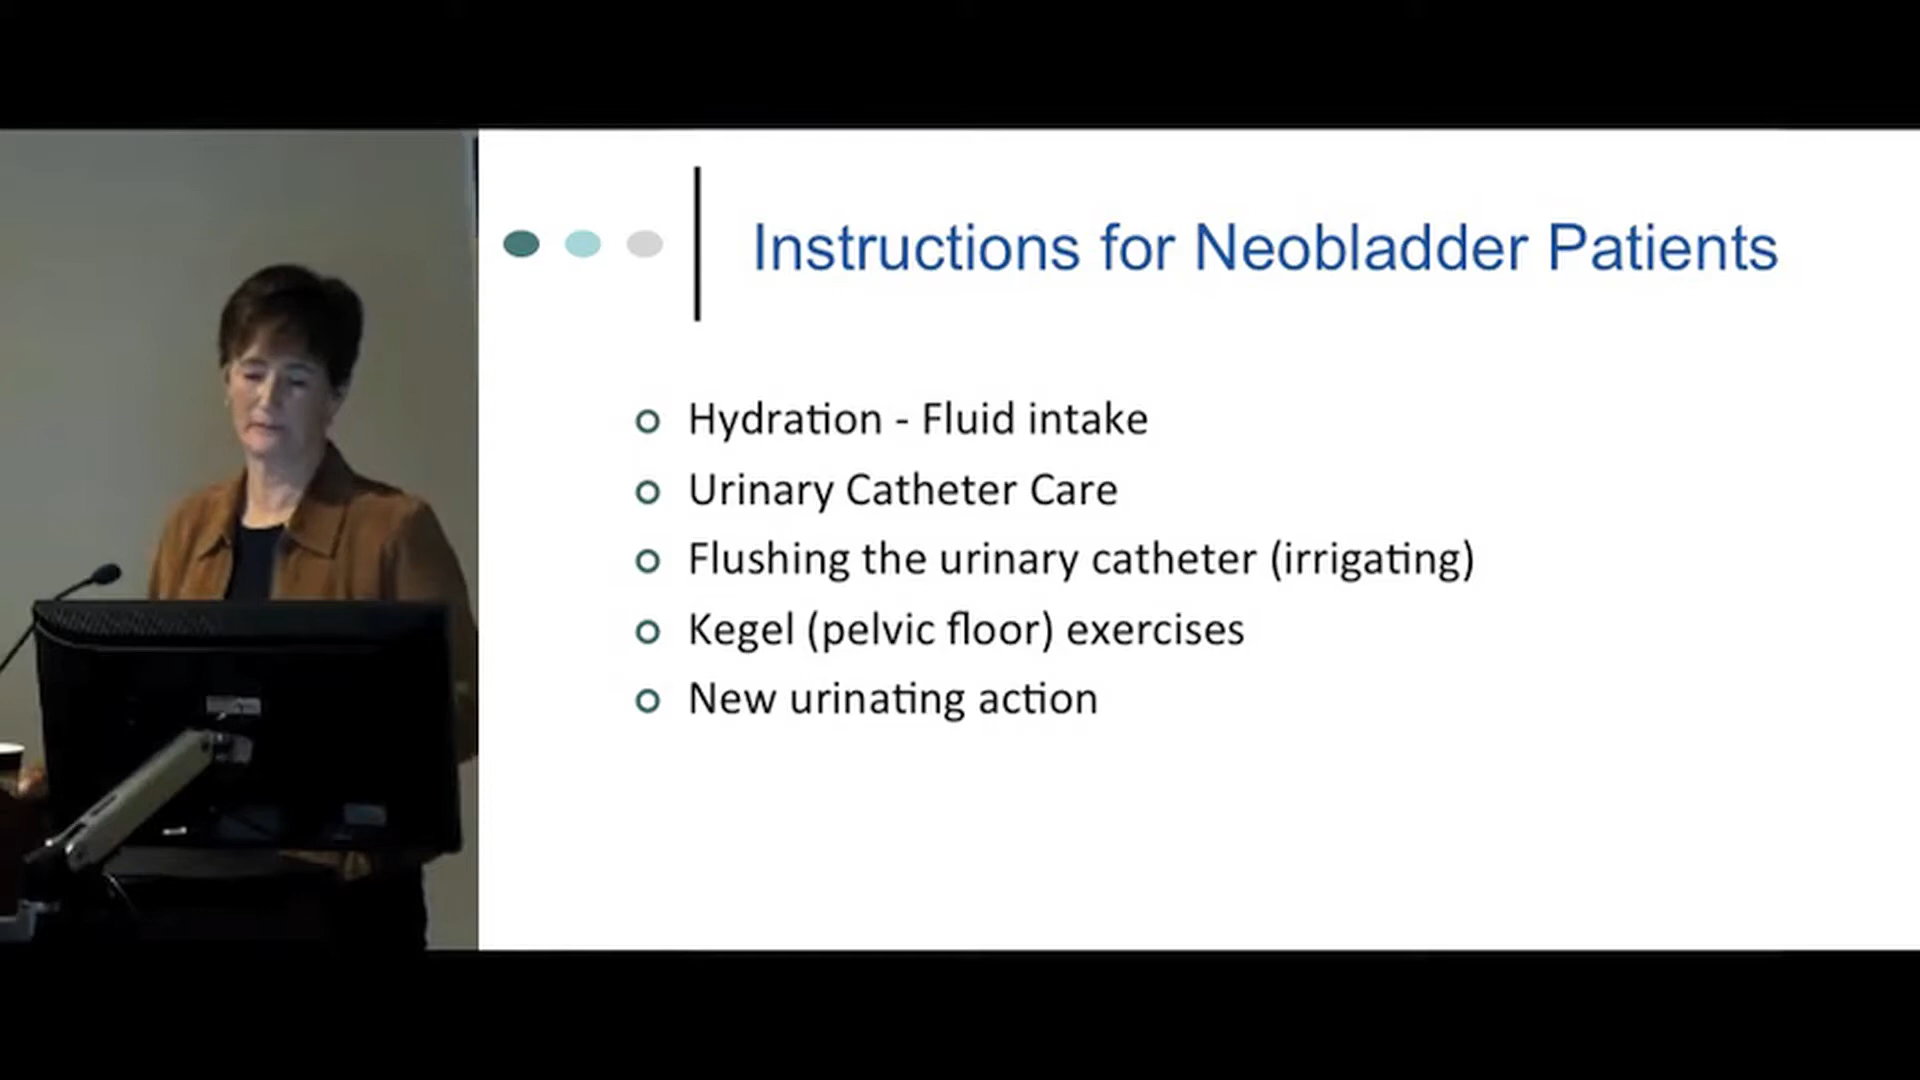 Instructions for Neobladder Patients
Hydration - Fluid intake
Urinary Catheter Care
Flushing the urinary catheter (irrigating)
Kegel (pelvic floor) exercises
New urinating action